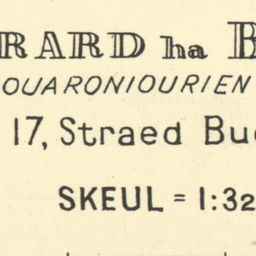 RARD ha B
OUARONIOURIEN
17, Straed Bu
SKEUL = 1:32